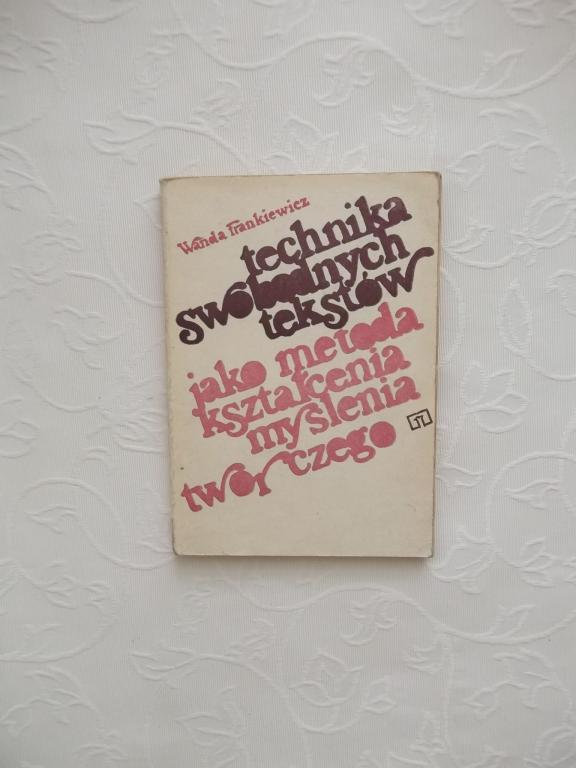 Wanda Frankiewicz
technika
swobodnych
tekstów
jako metoda
kształcenia
myślenia
twórczego